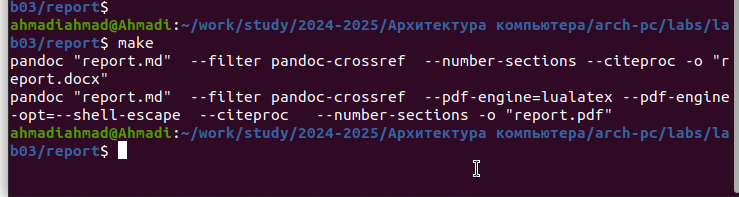 b03/report$
ahmadiahmad@Ahmadi:~/work/study/2024-2025/Архитектура компьютера/arch-pc/labs/la
b03/report$ make
pandoc "report.md"  --filter pandoc-crossref  --number-sections --citeproc -o "r
eport.docx"
pandoc "report.md"  --filter pandoc-crossref  --pdf-engine=lualatex --pdf-engine
-opt=--shell-escape  --citeproc   --number-sections -o "report.pdf"
ahmadiahmad@Ahmadi:~/work/study/2024-2025/Архитектура компьютера/arch-pc/labs/la
b03/report$